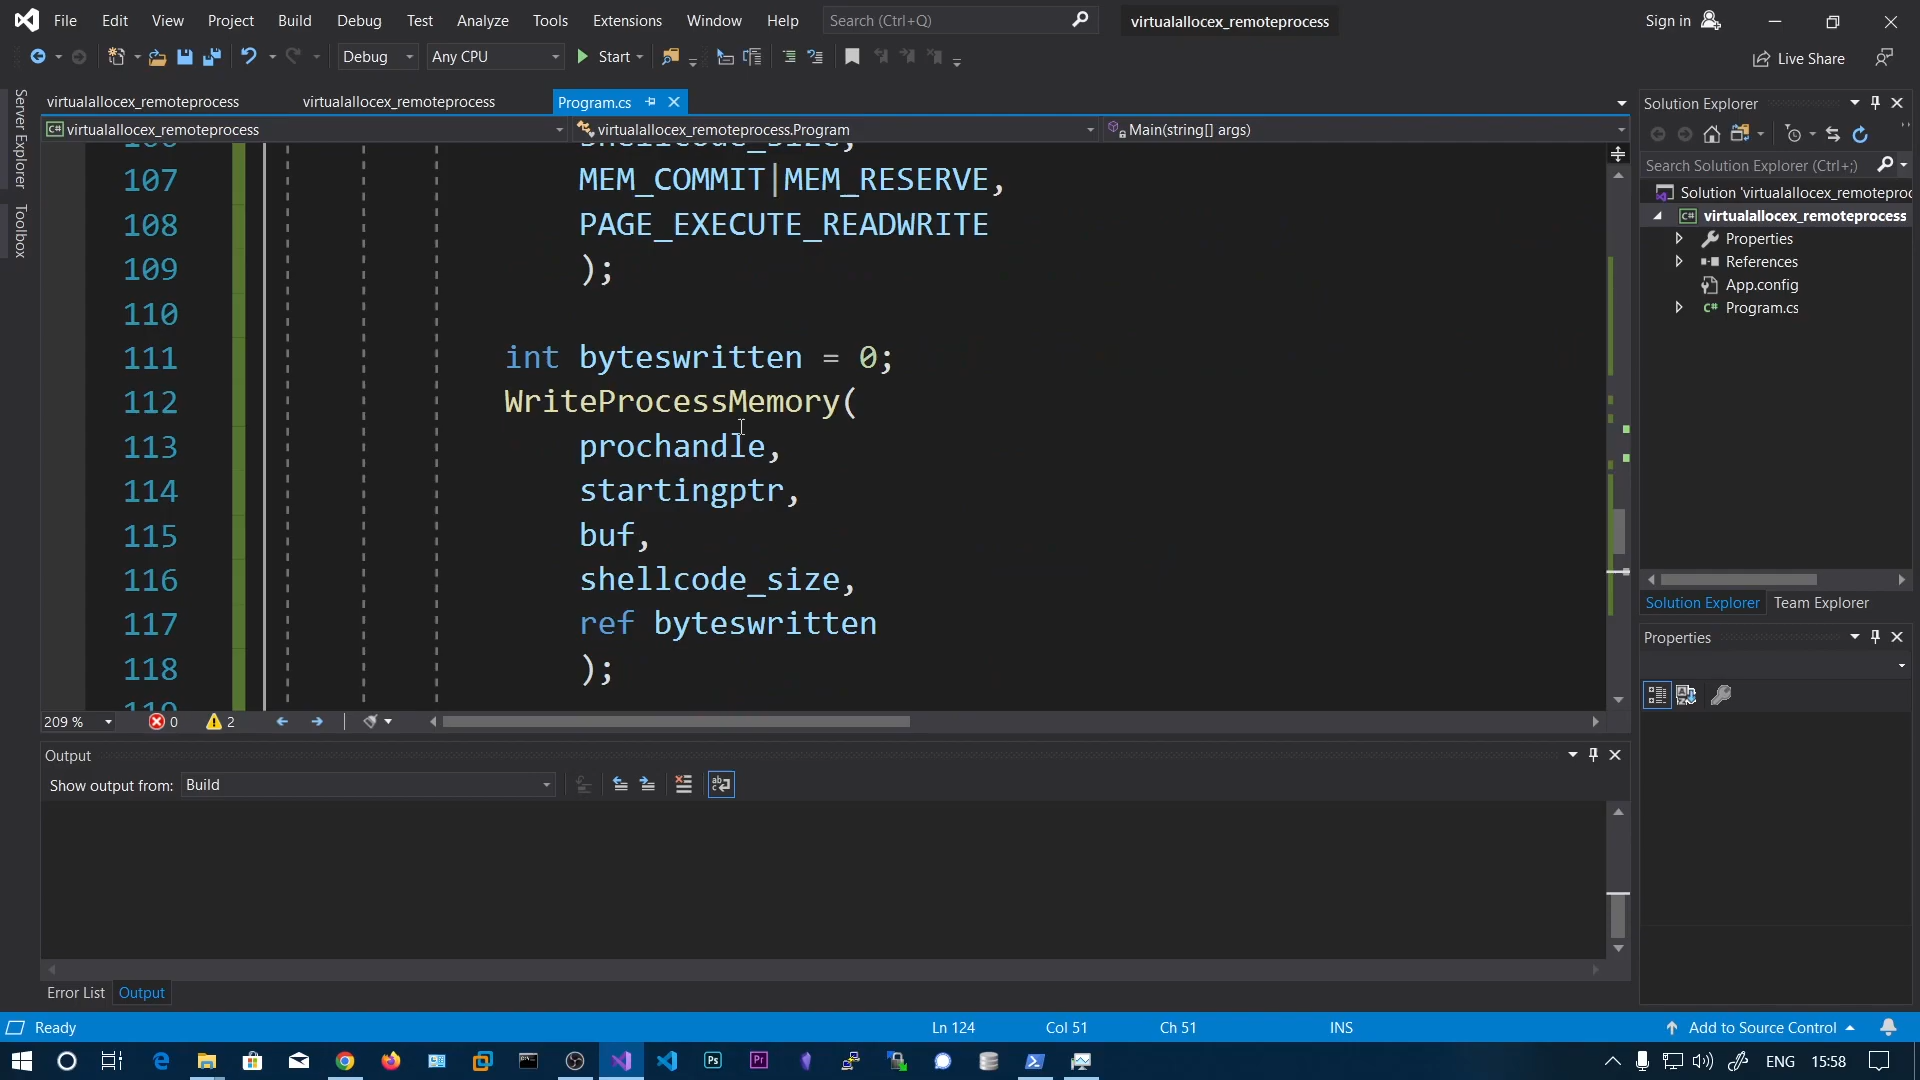 File Edit View Project Build Debug Test Analyze Tools Extensions Window Help Search (Ctrl+Q) virtualallocex_remoteprocess Sign in
Debug Any CPU Start Live Share
Server Explorer
Toolbox
virtualallocex_remoteprocess virtualallocex_remoteprocess Program.cs
virtualallocex_remoteprocess virtualallocex_remoteprocess.Program Main(string[] args)
106 shellcode_size,
107 MEM_COMMIT|MEM_RESERVE,
108 PAGE_EXECUTE_READWRITE
109 );
110
111 int byteswritten = 0;
112 WriteProcessMemory(
113 prochandle,
114 startingptr,
115 buf,
116 shellcode_size,
117 ref byteswritten
118 );
119
209 % 0 2
Output
Show output from: Build
Error List Output
Solution Explorer
Search Solution Explorer (Ctrl+;)
Solution 'virtualallocex_remoteproc
virtualallocex_remoteprocess
Properties
References
App.config
Program.cs
Solution Explorer Team Explorer
Properties
Ready Ln 124 Col 51 Ch 51 INS Add to Source Control
ENG 15:58